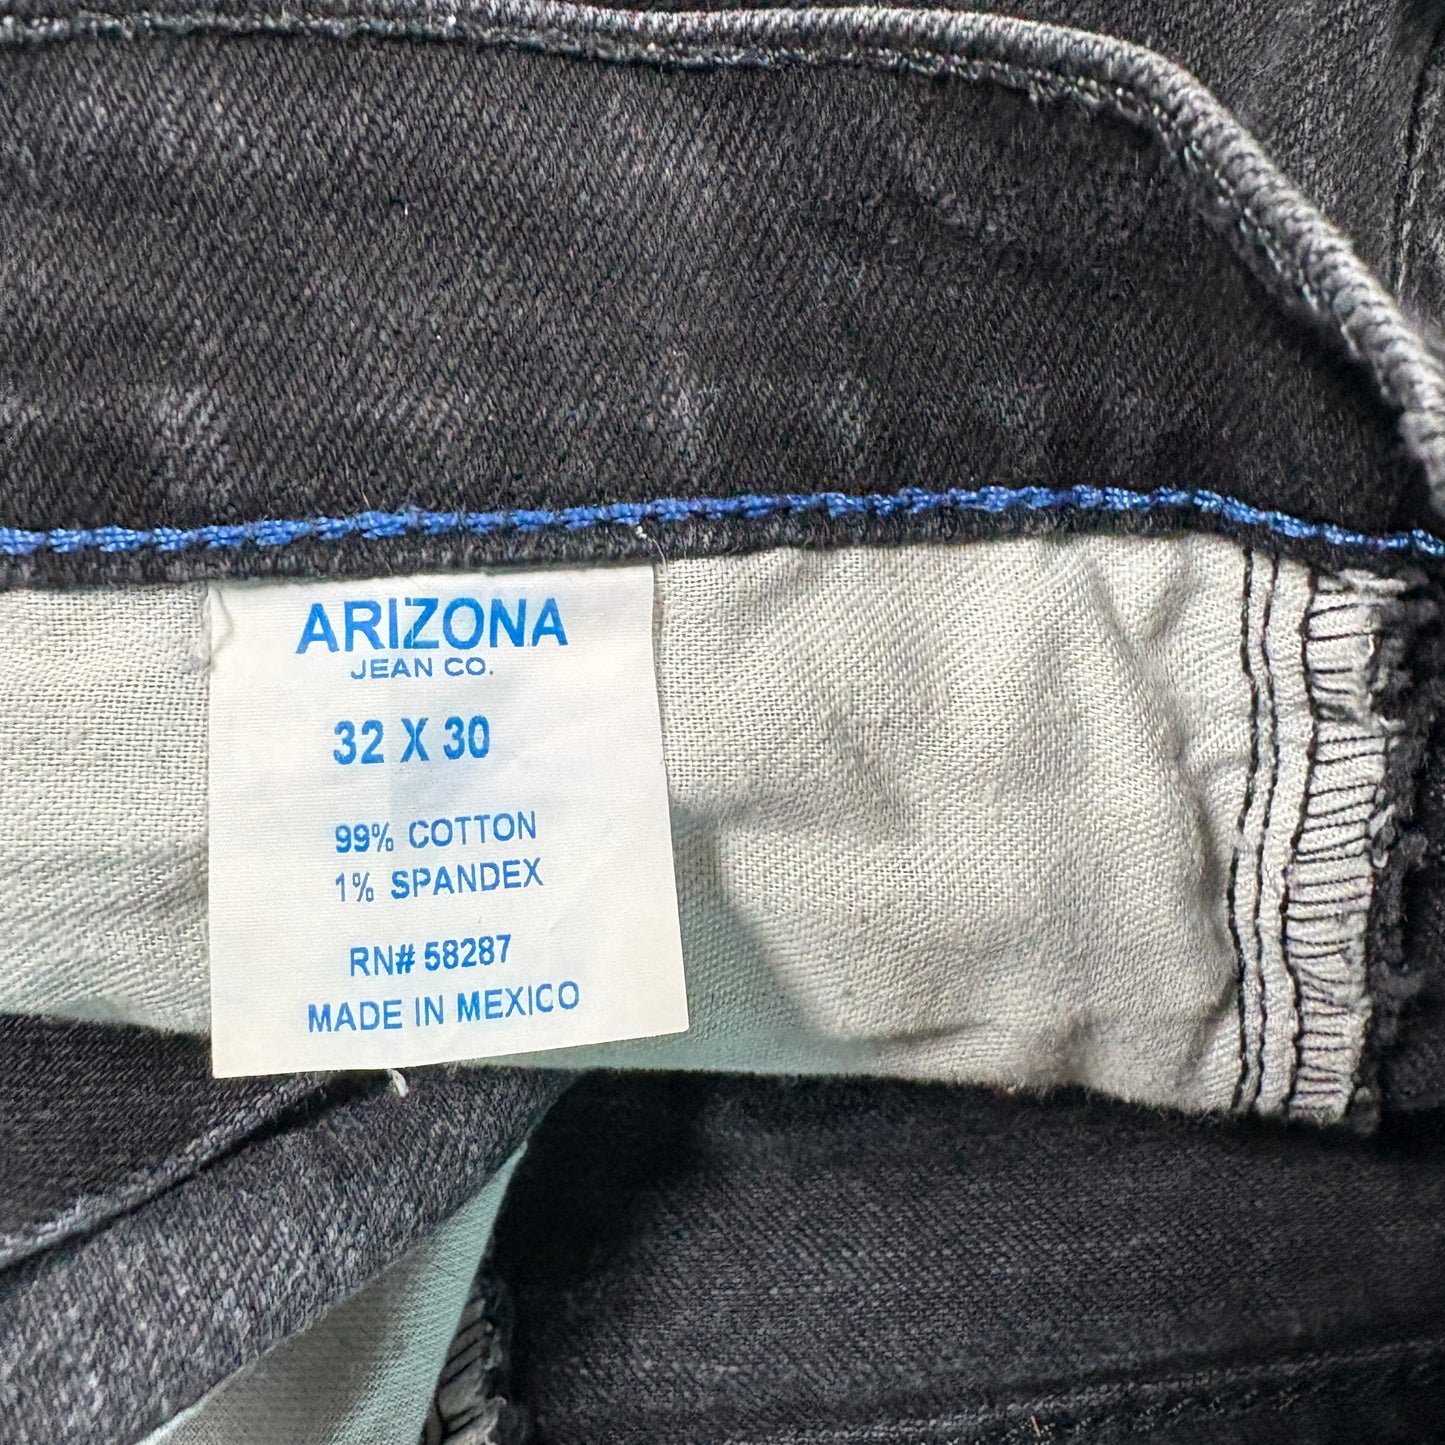 ARIZONA
JEAN CO.
32 X 30
99% COTTON
1% SPANDEX
RN# 58287
MADE IN MEXICO